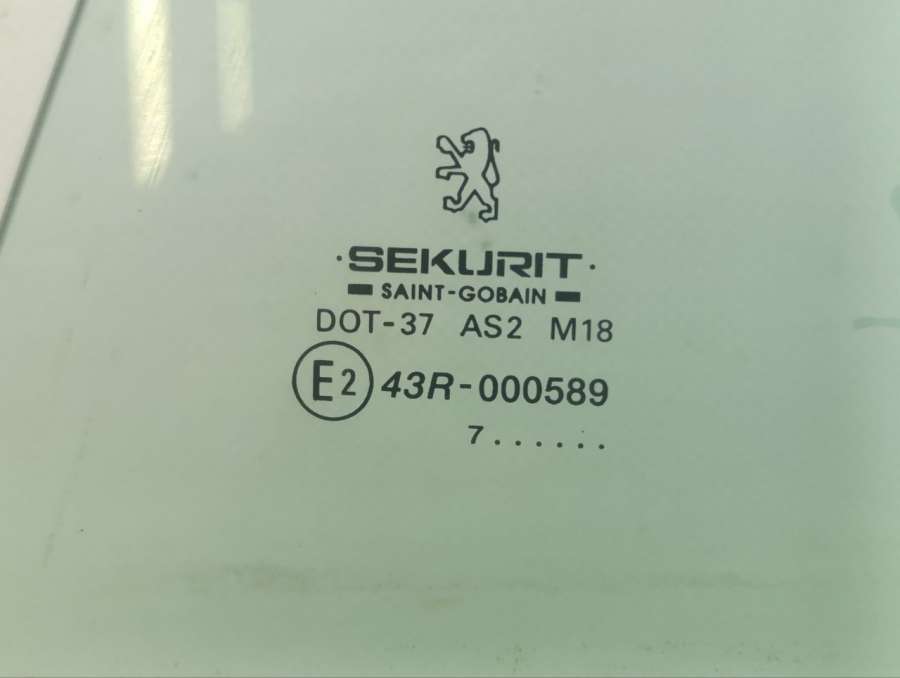 ·SEKURIT·
SAINT-GOBAIN
DOT-37 AS2 M18
E2 43R-000589
7......